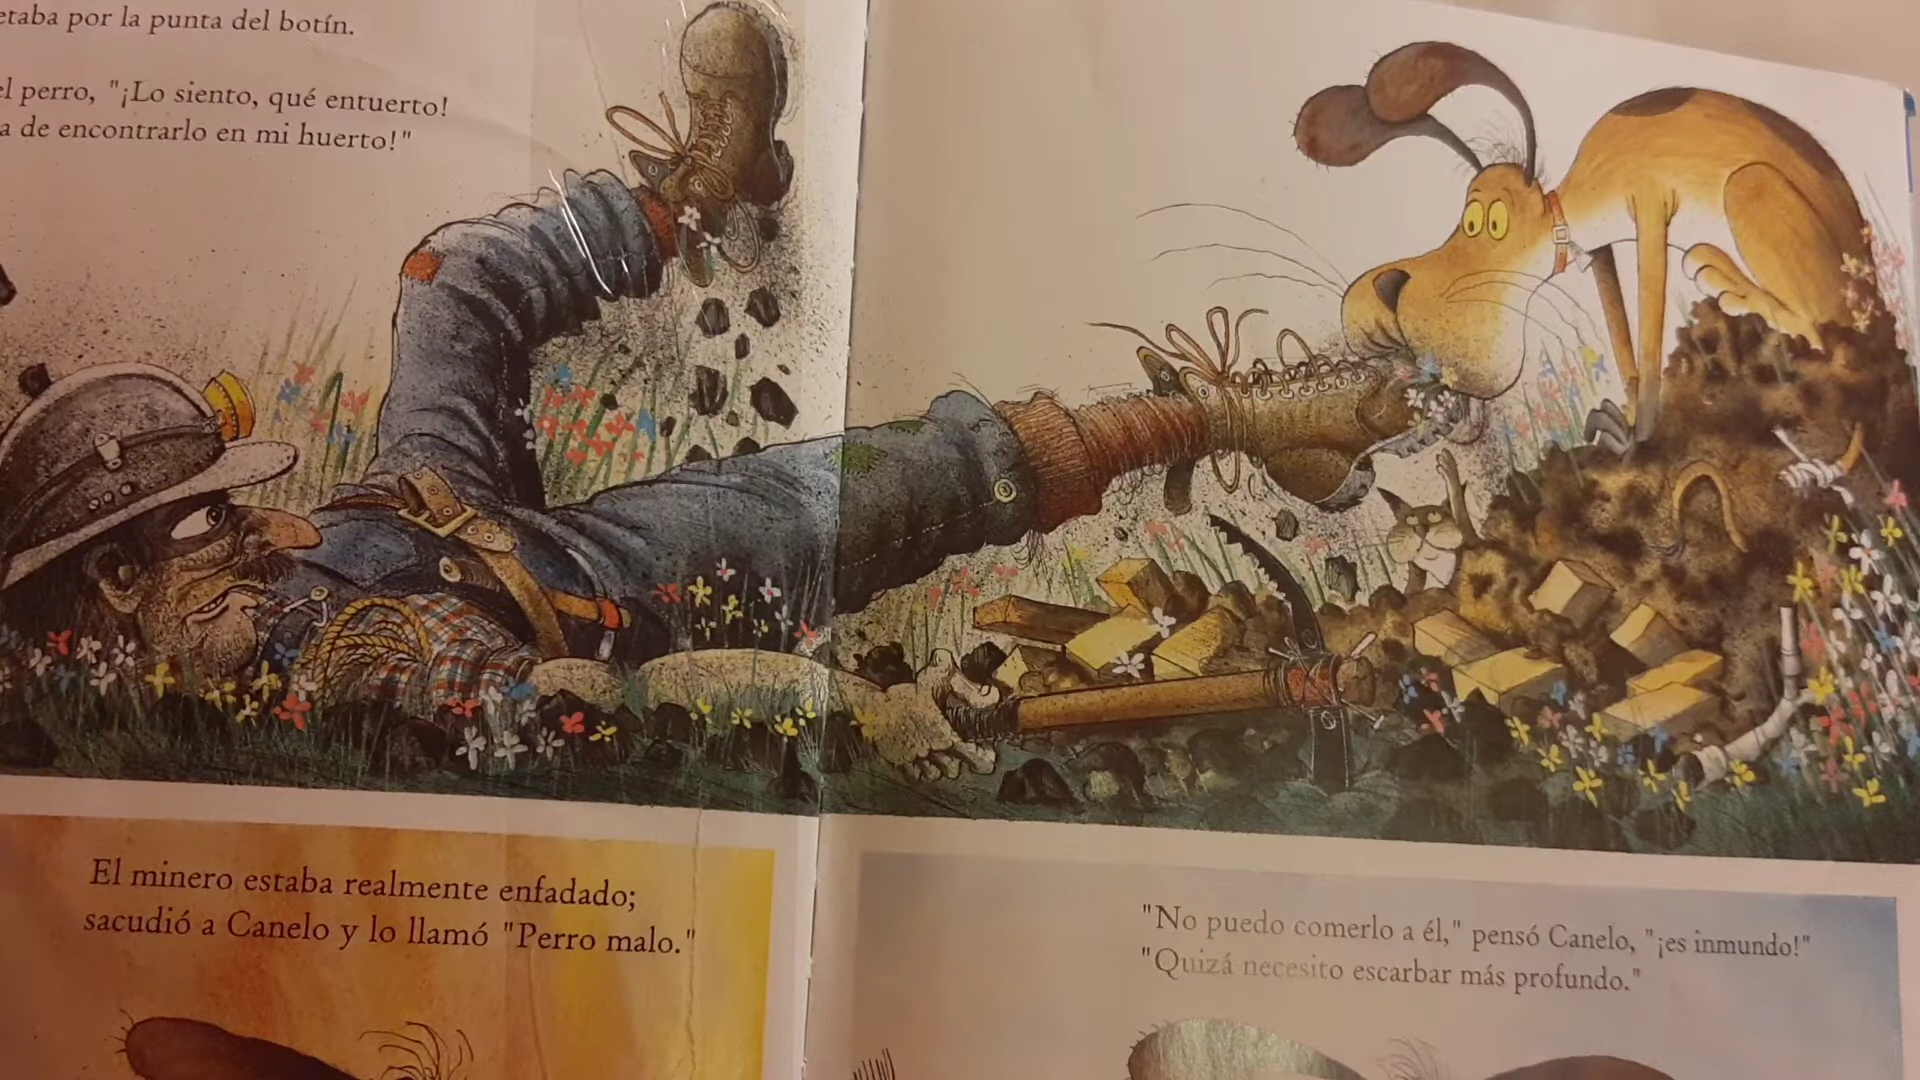 etaba por la punta del botín.
el perro, "¡Lo siento, qué entuerto!
a de encontrarlo en mi huerto!"
El minero estaba realmente enfadado;
sacudió a Canelo y lo llamó "Perro malo."
"No puedo comerlo a él," pensó Canelo, "¡es inmundo!"
"Quizá necesito escarbar más profundo."